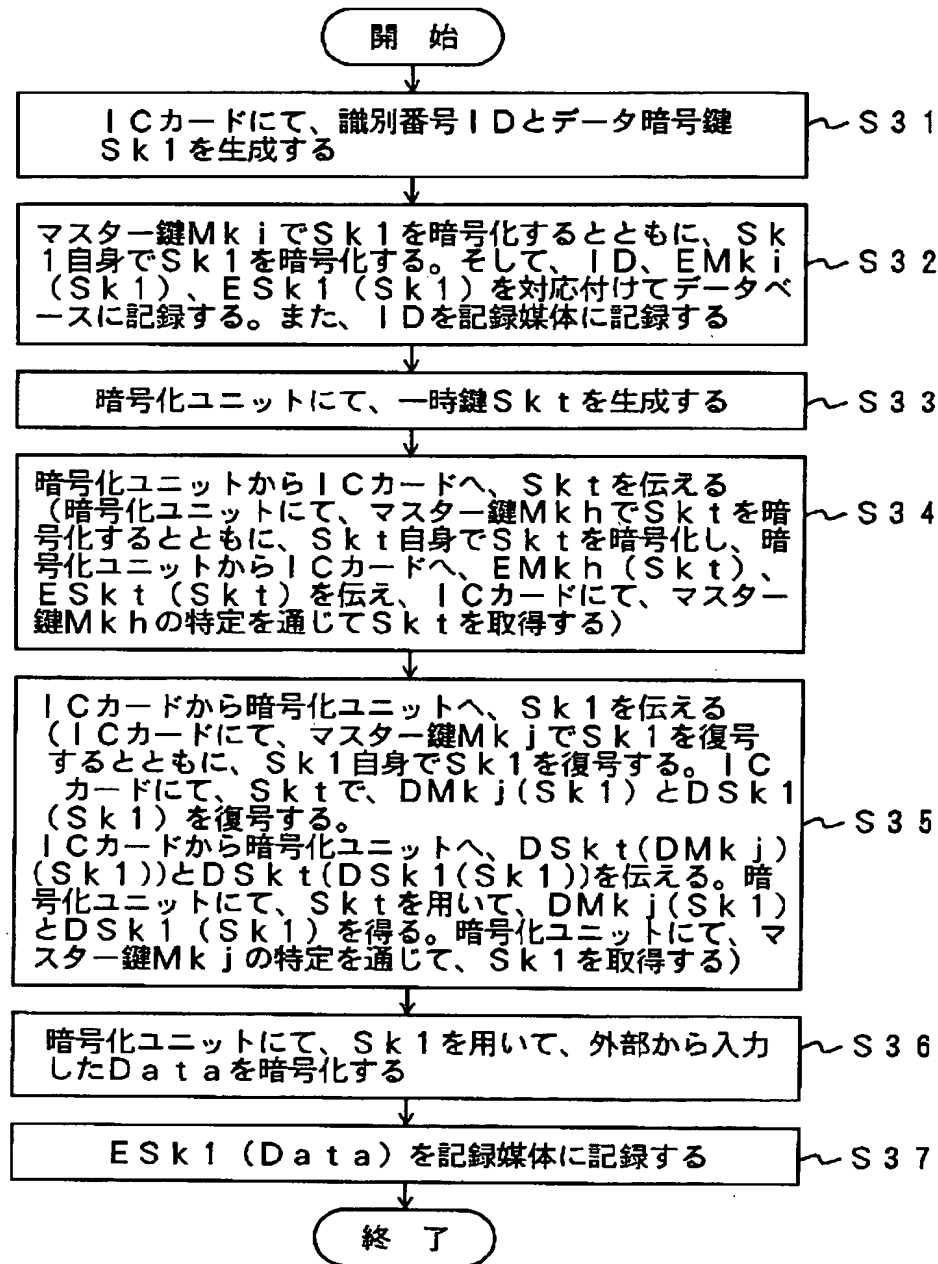 開 始
ICカードにて、識別番号IDとデータ暗号鍵 S31
Sk1を生成する
マスター鍵MkiでSk1を暗号化するとともに、Sk
1自身でSk1を暗号化する。そして、ID、EMki S32
(Sk1)、ESk1(Sk1)を対応付けてデータベ
ースに記録する。また、IDを記録媒体に記録する
暗号化ユニットにて、一時鍵Sktを生成する S33
暗号化ユニットからICカードへ、Sktを伝える
(暗号化ユニットにて、マスター鍵MkhでSktを暗 S34
号化するとともに、Skt自身でSktを暗号化し、暗
号化ユニットからICカードへ、EMkh(Skt)、
ESkt(Skt)を伝え、ICカードにて、マスター
鍵Mkhの特定を通じてSktを取得する)
ICカードから暗号化ユニットへ、Sk1を伝える
(ICカードにて、マスター鍵MkjでSk1を復号
するとともに、Sk1自身でSk1を復号する。IC
カードにて、Sktで、DMkj(Sk1)とDSk1
(Sk1)を復号する。 S35
ICカードから暗号化ユニットへ、DSkt(DMkj)
(Sk1))とDSkt(DSk1(Sk1))を伝える。暗
号化ユニットにて、Sktを用いて、DMkj(Sk1)
とDSk1(Sk1)を得る。暗号化ユニットにて、マ
スター鍵Mkjの特定を通じて、Sk1を取得する)
暗号化ユニットにて、Sk1を用いて、外部から入力 S36
したDataを暗号化する
ESk1(Data)を記録媒体に記録する S37
終 了